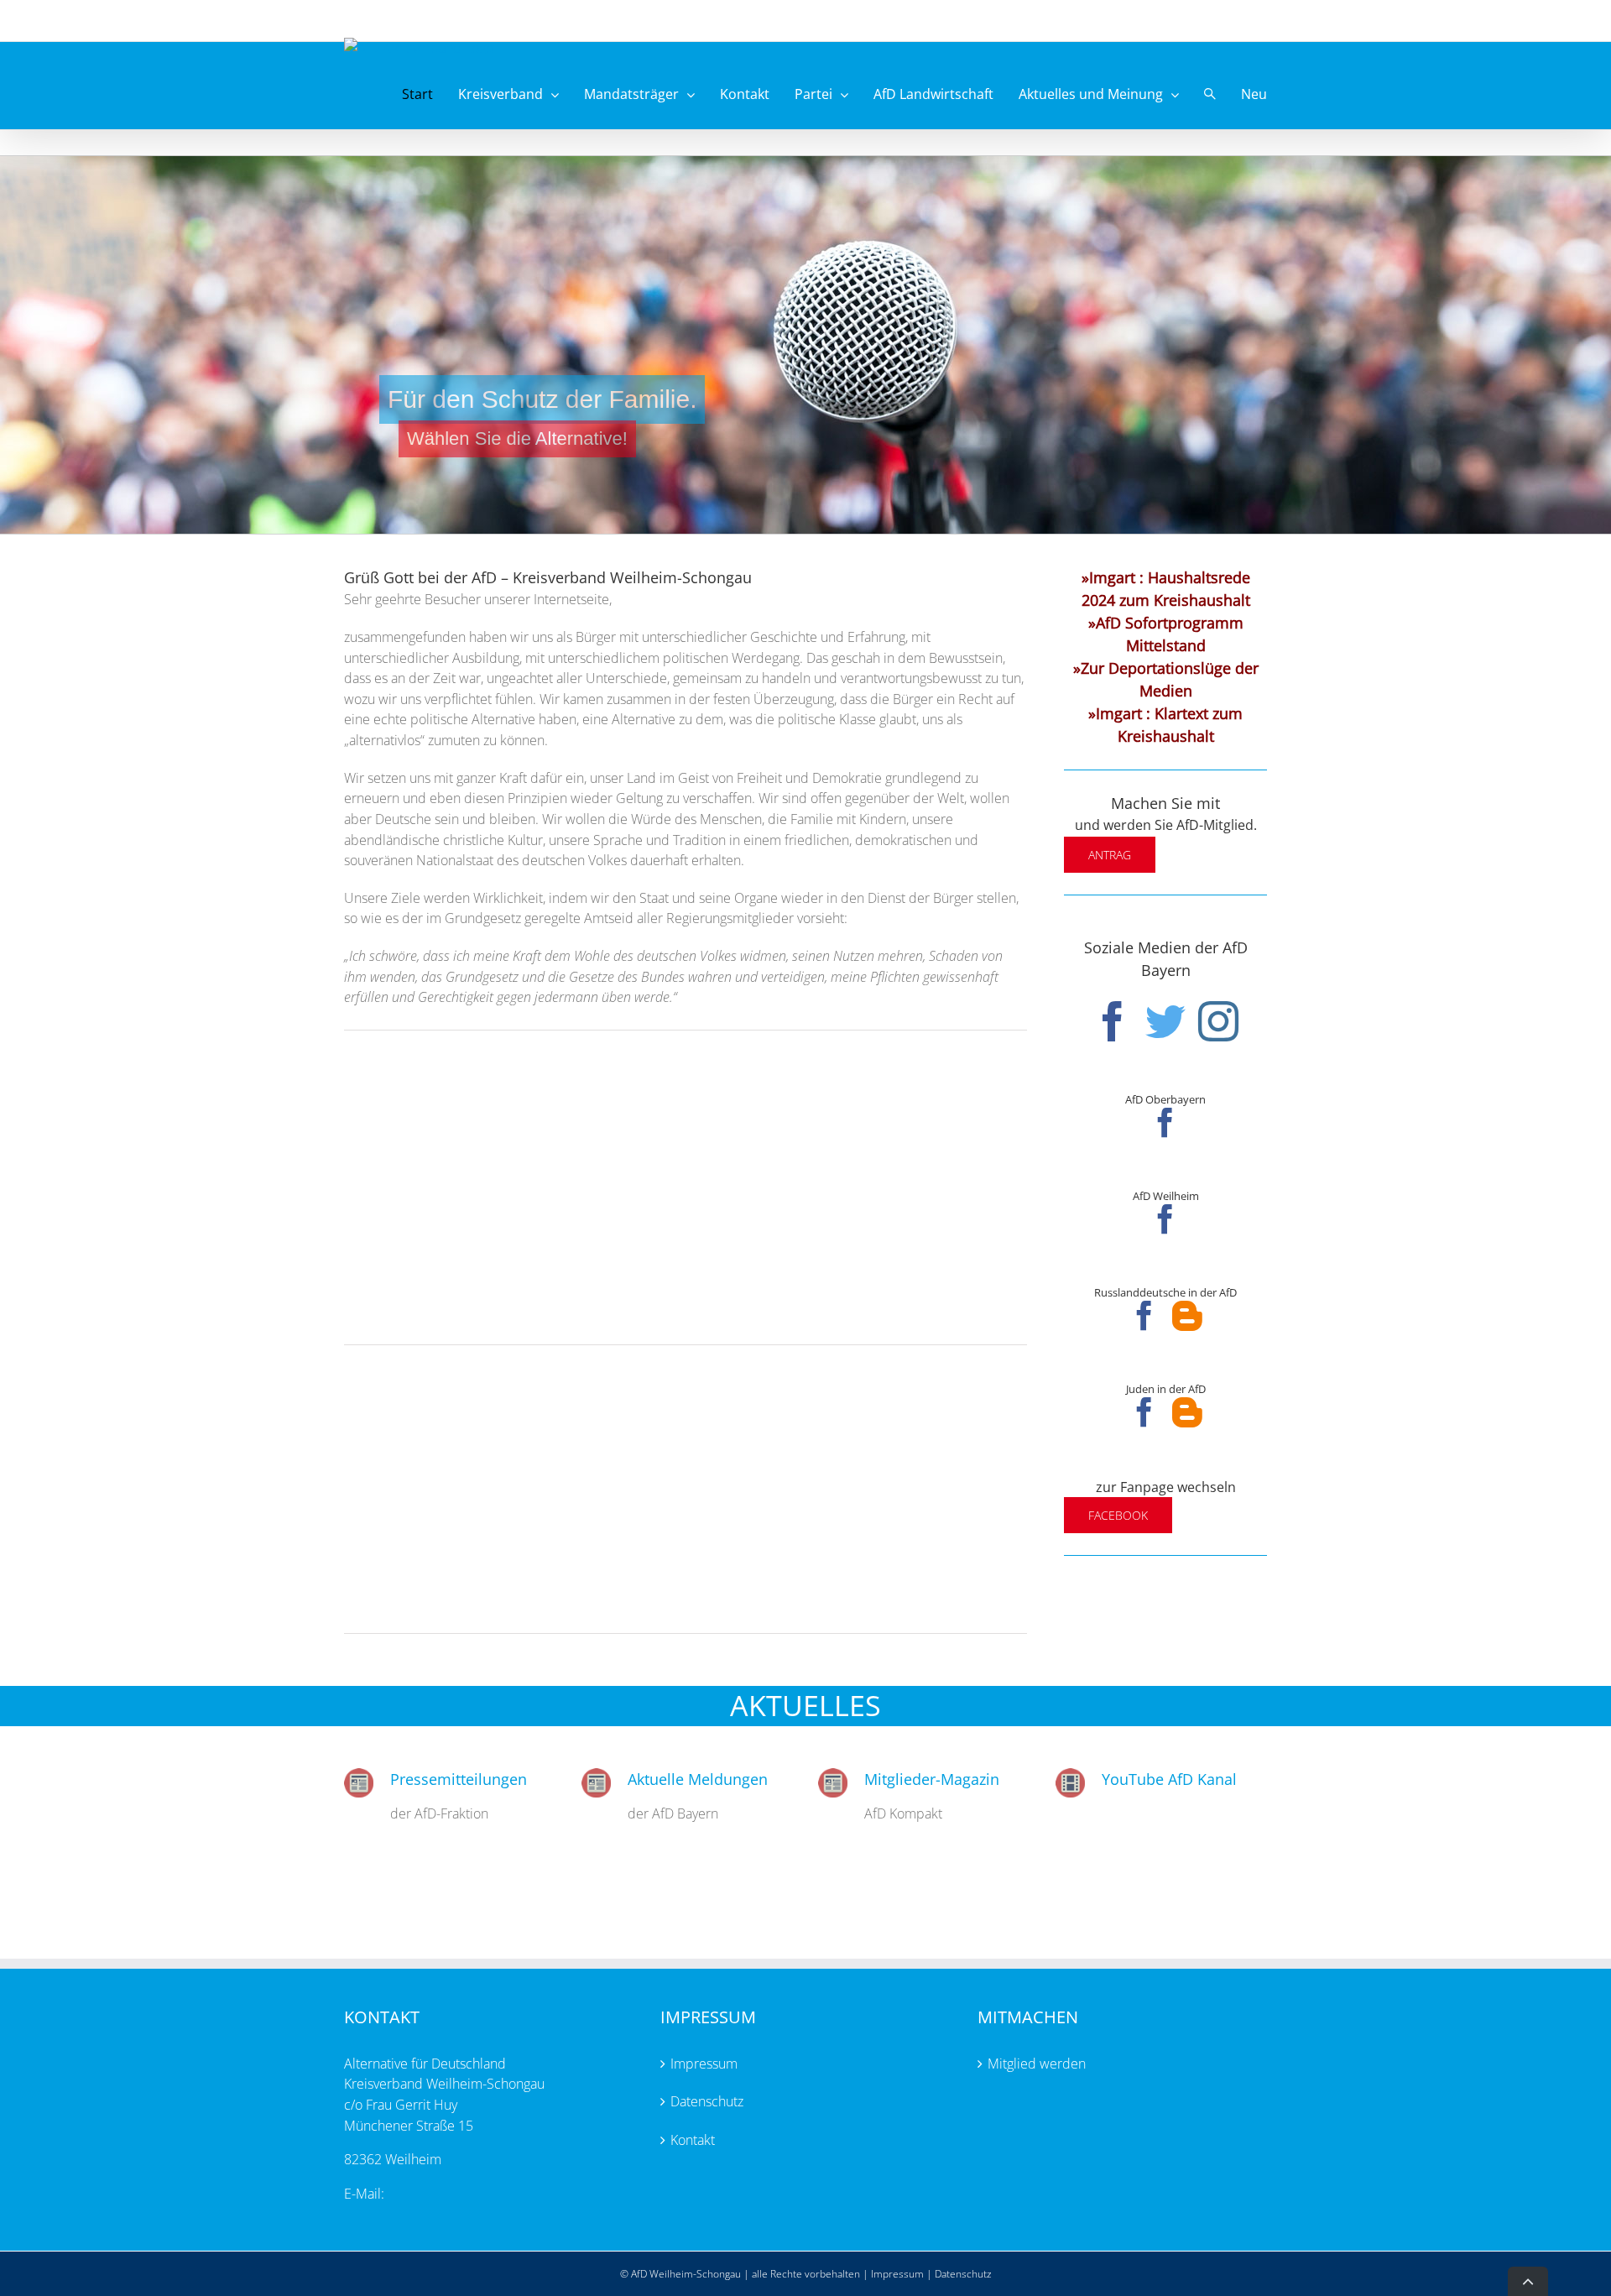 Start Kreisverband Mandatsträger Kontakt Partei AfD Landwirtschaft Aktuelles und Meinung Neu
Für den Schutz der Familie.
Wählen Sie die Alternative!
Grüß Gott bei der AfD – Kreisverband Weilheim-Schongau
Sehr geehrte Besucher unserer Internetseite,
zusammengefunden haben wir uns als Bürger mit unterschiedlicher Geschichte und Erfahrung, mit
unterschiedlicher Ausbildung, mit unterschiedlichem politischen Werdegang. Das geschah in dem Bewusstsein,
dass es an der Zeit war, ungeachtet aller Unterschiede, gemeinsam zu handeln und verantwortungsbewusst zu tun,
wozu wir uns verpflichtet fühlen. Wir kamen zusammen in der festen Überzeugung, dass die Bürger ein Recht auf
eine echte politische Alternative haben, eine Alternative zu dem, was die politische Klasse glaubt, uns als
„alternativlos“ zumuten zu können.
Wir setzen uns mit ganzer Kraft dafür ein, unser Land im Geist von Freiheit und Demokratie grundlegend zu
erneuern und eben diesen Prinzipien wieder Geltung zu verschaffen. Wir sind offen gegenüber der Welt, wollen
aber Deutsche sein und bleiben. Wir wollen die Würde des Menschen, die Familie mit Kindern, unsere
abendländische christliche Kultur, unsere Sprache und Tradition in einem friedlichen, demokratischen und
souveränen Nationalstaat des deutschen Volkes dauerhaft erhalten.
Unsere Ziele werden Wirklichkeit, indem wir den Staat und seine Organe wieder in den Dienst der Bürger stellen,
so wie es der im Grundgesetz geregelte Amtseid aller Regierungsmitglieder vorsieht:
„Ich schwöre, dass ich meine Kraft dem Wohle des deutschen Volkes widmen, seinen Nutzen mehren, Schaden von
ihm wenden, das Grundgesetz und die Gesetze des Bundes wahren und verteidigen, meine Pflichten gewissenhaft
erfüllen und Gerechtigkeit gegen jedermann üben werde.“
»Imgart : Haushaltsrede
2024 zum Kreishaushalt
»AfD Sofortprogramm
Mittelstand
»Zur Deportationslüge der
Medien
»Imgart : Klartext zum
Kreishaushalt
Machen Sie mit
und werden Sie AfD-Mitglied.
ANTRAG
Soziale Medien der AfD
Bayern
AfD Oberbayern
AfD Weilheim
Russlanddeutsche in der AfD
Juden in der AfD
zur Fanpage wechseln
FACEBOOK
AKTUELLES
Pressemitteilungen
der AfD-Fraktion
Aktuelle Meldungen
der AfD Bayern
Mitglieder-Magazin
AfD Kompakt
YouTube AfD Kanal
KONTAKT
Alternative für Deutschland
Kreisverband Weilheim-Schongau
c/o Frau Gerrit Huy
Münchener Straße 15
82362 Weilheim
E-Mail:
IMPRESSUM
Impressum
Datenschutz
Kontakt
MITMACHEN
Mitglied werden
© AfD Weilheim-Schongau | alle Rechte vorbehalten | Impressum | Datenschutz